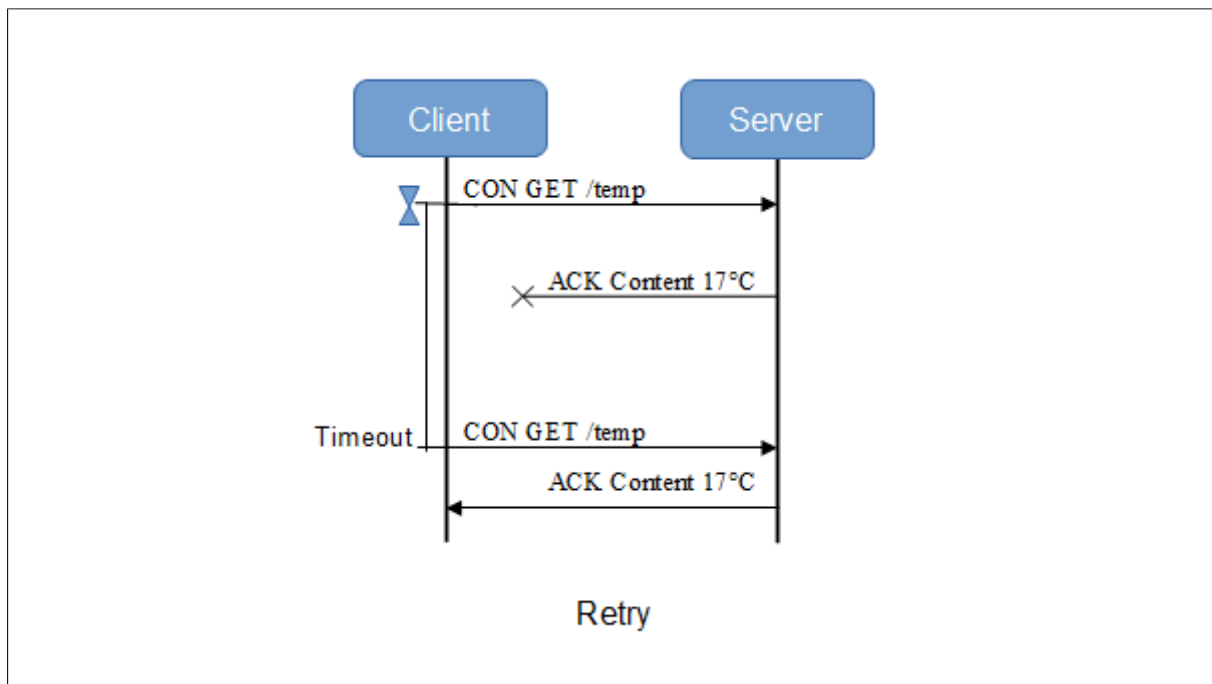 Client
Server
CON GET /temp
ACK Content 17°C
Timeout
CON GET /temp
ACK Content 17°C
Retry